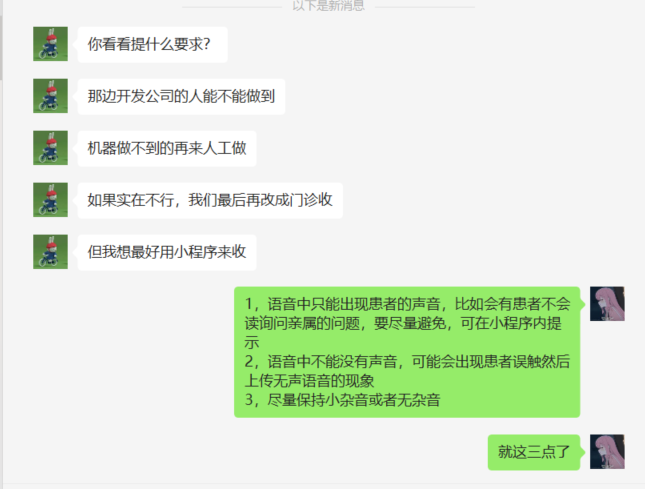 以下是新消息
你看看提什么要求？
那边开发公司的人能不能做到
机器做不到的再来人工做
如果实在不行，我们最后再改成门诊收
但我想最好用小程序来收
1，语音中只能出现患者的声音，比如会有患者不会
读询问亲属的问题，要尽量避免，可在小程序内提
示
2，语音中不能没有声音，可能会出现患者误触然后
上传无声语音的现象
3，尽量保持小杂音或者无杂音
就这三点了